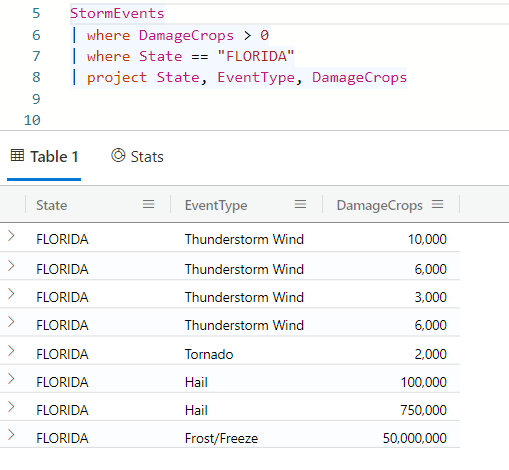 5 StormEvents
6 | where DamageCrops > 0
7 | where State == "FLORIDA"
8 | project State, EventType, DamageCrops
9
10
Table 1 Stats
State EventType DamageCrops
FLORIDA Thunderstorm Wind 10,000
FLORIDA Thunderstorm Wind 6,000
FLORIDA Thunderstorm Wind 3,000
FLORIDA Thunderstorm Wind 6,000
FLORIDA Tornado 2,000
FLORIDA Hail 100,000
FLORIDA Hail 750,000
FLORIDA Frost/Freeze 50,000,000